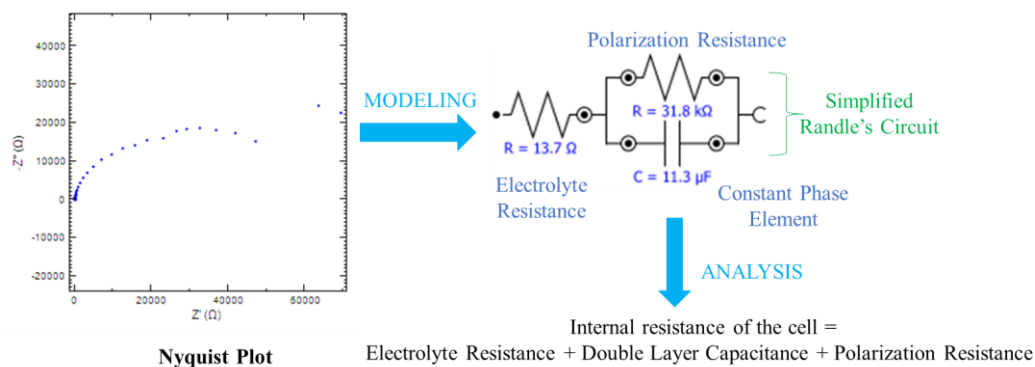 40000
30000
20000
10000
0
-10000
-20000
-Z'' (Ω)
0
20000
40000
60000
Z' (Ω)
Nyquist Plot
MODELING
Polarization Resistance
R = 31.8 kΩ
R = 13.7 Ω
C = 11.3 µF
Electrolyte
Resistance
Constant Phase
Element
Simplified
Randle's Circuit
ANALYSIS
Internal resistance of the cell =
Electrolyte Resistance + Double Layer Capacitance + Polarization Resistance